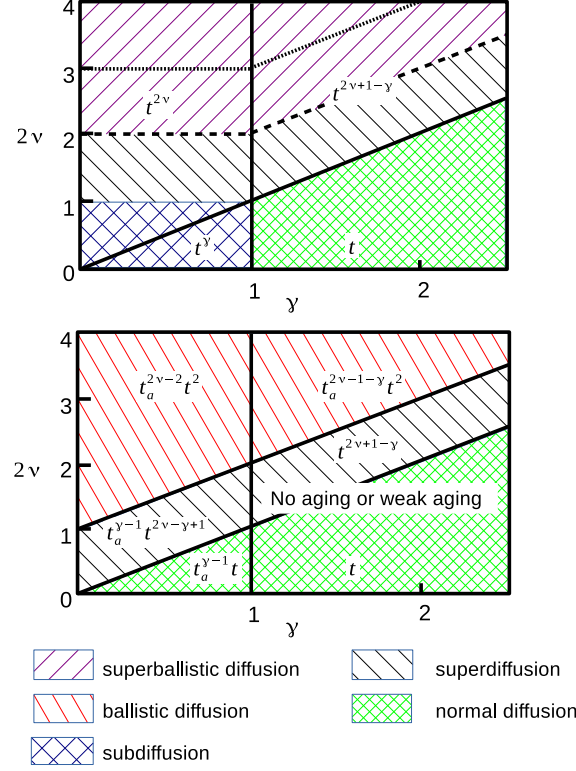 4
3
t^{2ν}
t^{2ν+1-γ}
2ν
2
1
t^γ
t
0
1
γ
2
4
t_a^{2ν-2} t^2
t_a^{2ν-1-γ} t^2
3
t^{2ν+1-γ}
2ν
2
No aging or weak aging
1
t_a^{γ-1} t^{2ν-γ+1}
t_a^{γ-1} t
t
0
1
γ
2
superballistic diffusion
superdiffusion
ballistic diffusion
normal diffusion
subdiffusion